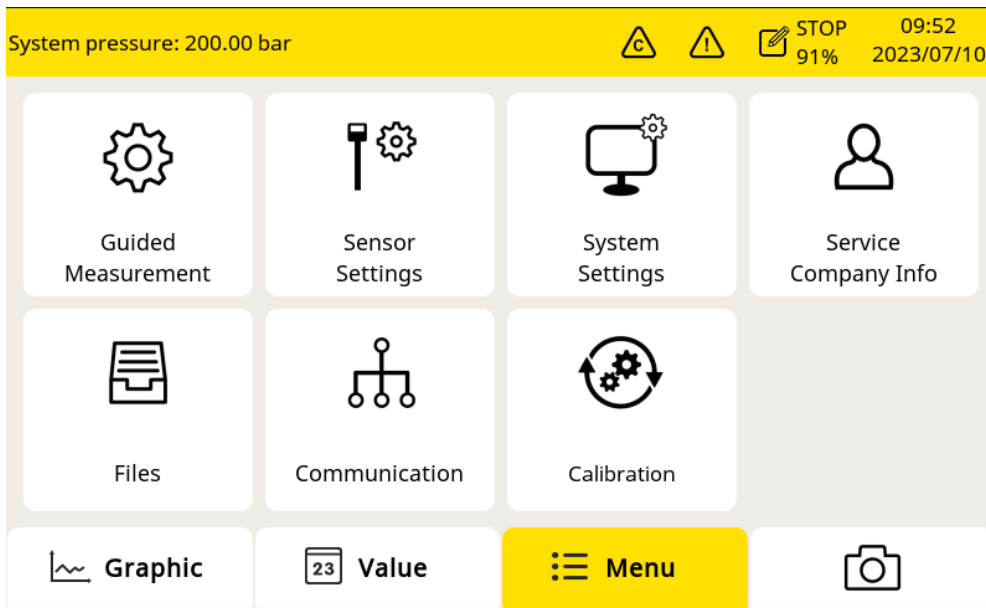 System pressure: 200.00 bar
C
!
STOP
91%
09:52
2023/07/10
Guided
Measurement
Sensor
Settings
System
Settings
Service
Company Info
Files
Communication
Calibration
Graphic
23
Value
Menu